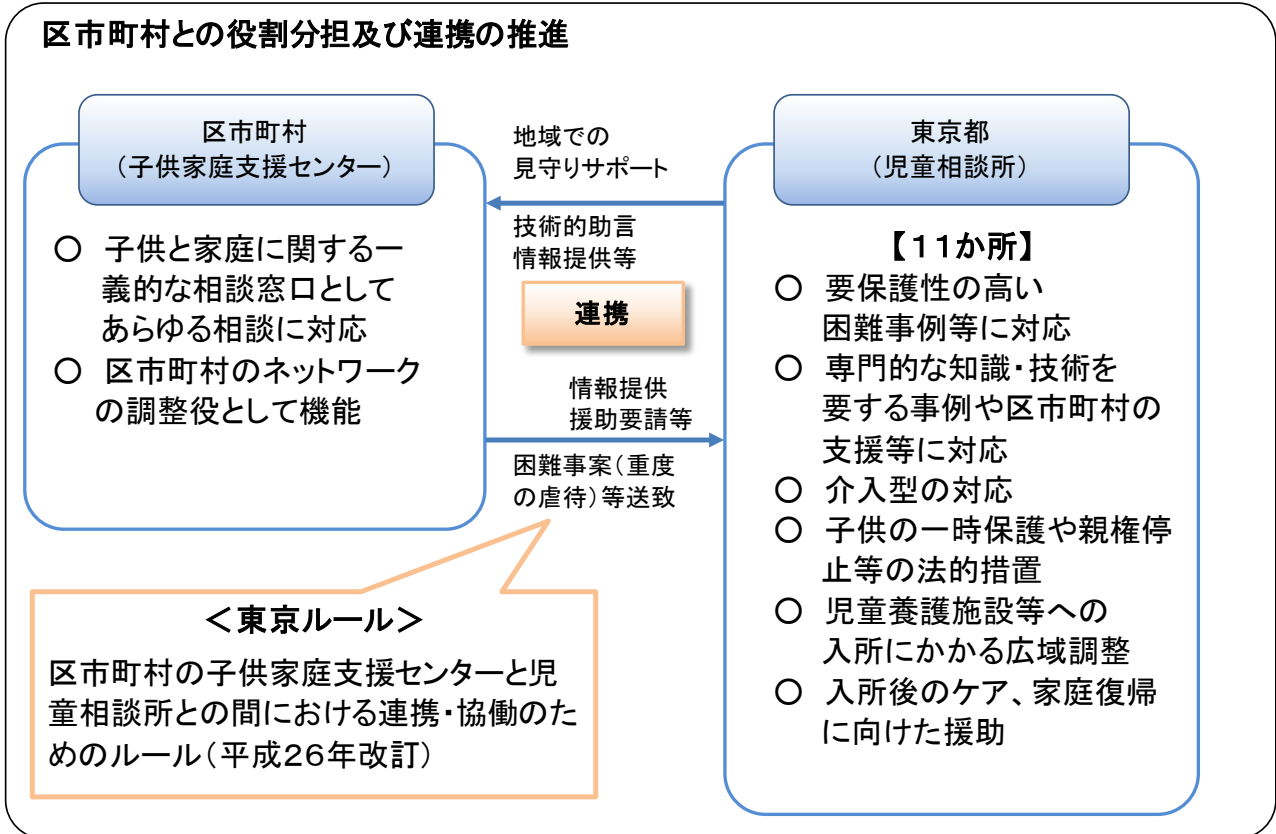 区市町村との役割分担及び連携の推進
区市町村
（子供家庭支援センター）
○ 子供と家庭に関する一
義的な相談窓口として
あらゆる相談に対応
○ 区市町村のネットワーク
の調整役として機能
地域での
見守りサポート
技術的助言
情報提供等
連携
情報提供
援助要請等
困難事案（重度
の虐待）等送致
東京都
（児童相談所）
【１１か所】
○ 要保護性の高い
困難事例等に対応
○ 専門的な知識・技術を
要する事例や区市町村の
支援等に対応
○ 介入型の対応
○ 子供の一時保護や親権停
止等の法的措置
○ 児童養護施設等への
入所にかかる広域調整
○ 入所後のケア、家庭復帰
に向けた援助
＜東京ルール＞
区市町村の子供家庭支援センターと児
童相談所との間における連携・協働のた
めのルール（平成２６年改訂）